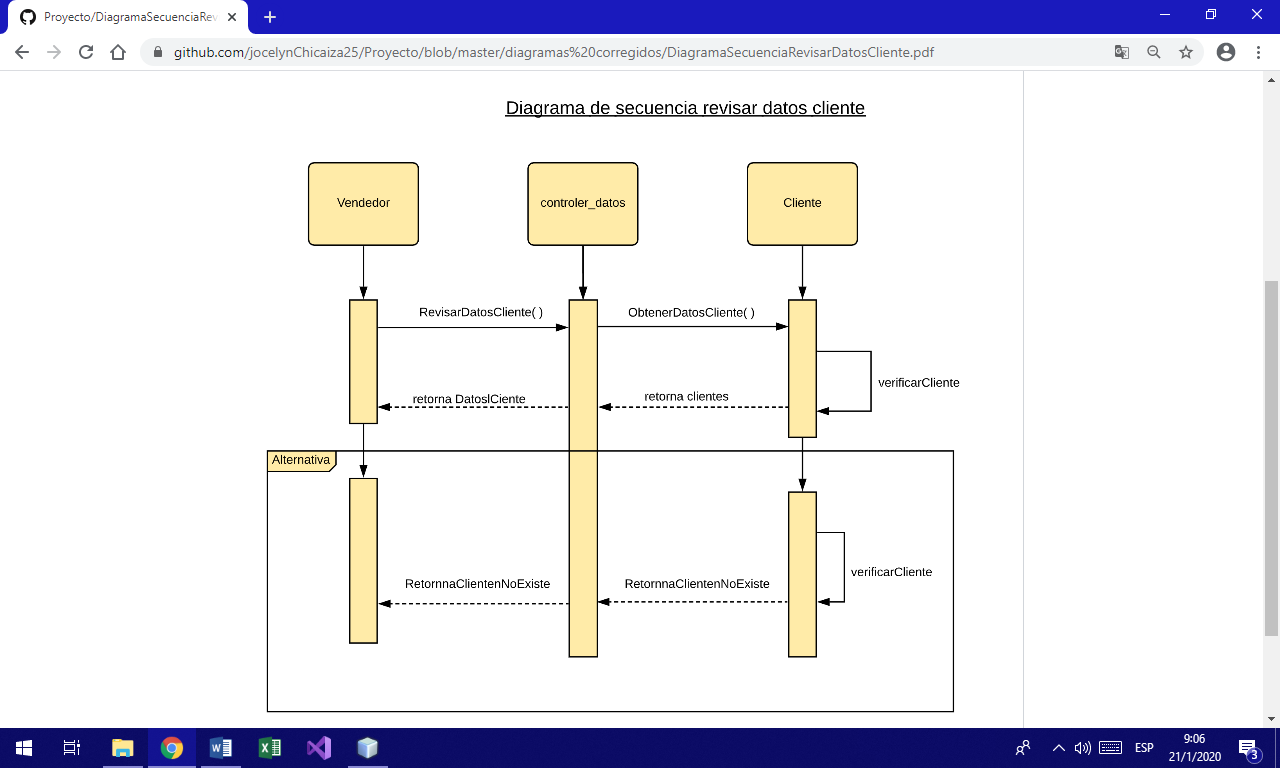 Proyecto/DiagramaSecuenciaRev
github.com/jocelynChicaiza25/Proyecto/blob/master/diagramas%20corregidos/DiagramaSecuenciaRevisarDatosCliente.pdf
Diagrama de secuencia revisar datos cliente
Vendedor
controler_datos
Cliente
RevisarDatosCliente( )
ObtenerDatosCliente( )
verificarCliente
retorna DatoslCiente
retorna clientes
Alternativa
verificarCliente
RetornnaClientenNoExiste
RetornnaClientenNoExiste
ESP
9:06
21/1/2020
3